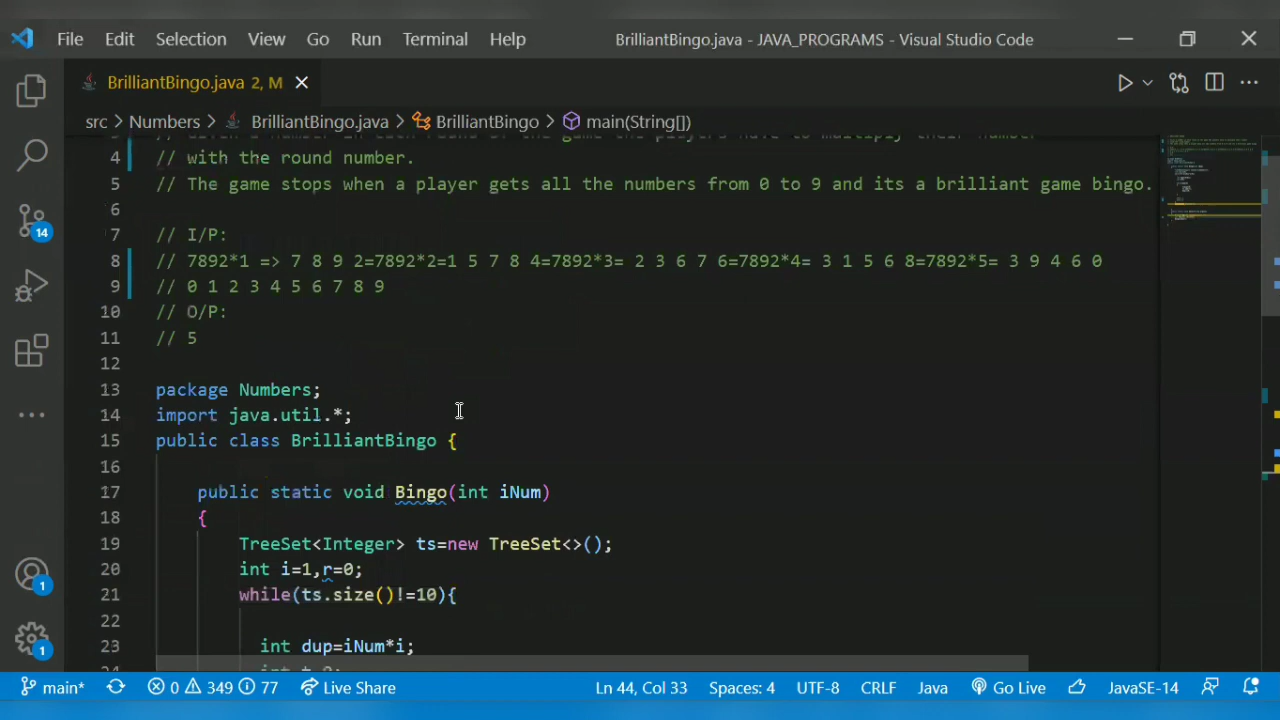 File Edit Selection View Go Run Terminal Help BrilliantBingo.java - JAVA_PROGRAMS - Visual Studio Code
BrilliantBingo.java 2, M
src > Numbers > BrilliantBingo.java > BrilliantBingo > main(String[])
4 // with the round number.
5 // The game stops when a player gets all the numbers from 0 to 9 and its a brilliant game bingo.
6
7 // I/P:
8 // 7892*1 => 7 8 9 2=7892*2=1 5 7 8 4=7892*3= 2 3 6 7 6=7892*4= 3 1 5 6 8=7892*5= 3 9 4 6 0
9 // 0 1 2 3 4 5 6 7 8 9
10 // O/P:
11 // 5
12
13 package Numbers;
14 import java.util.*;
15 public class BrilliantBingo {
16
17 public static void Bingo(int iNum)
18 {
19 TreeSet<Integer> ts=new TreeSet<>();
20 int i=1,r=0;
21 while(ts.size()!=10){
22
23 int dup=iNum*i;
14
1
1
main* 0 349 77 Live Share Ln 44, Col 33 Spaces: 4 UTF-8 CRLF Java Go Live JavaSE-14